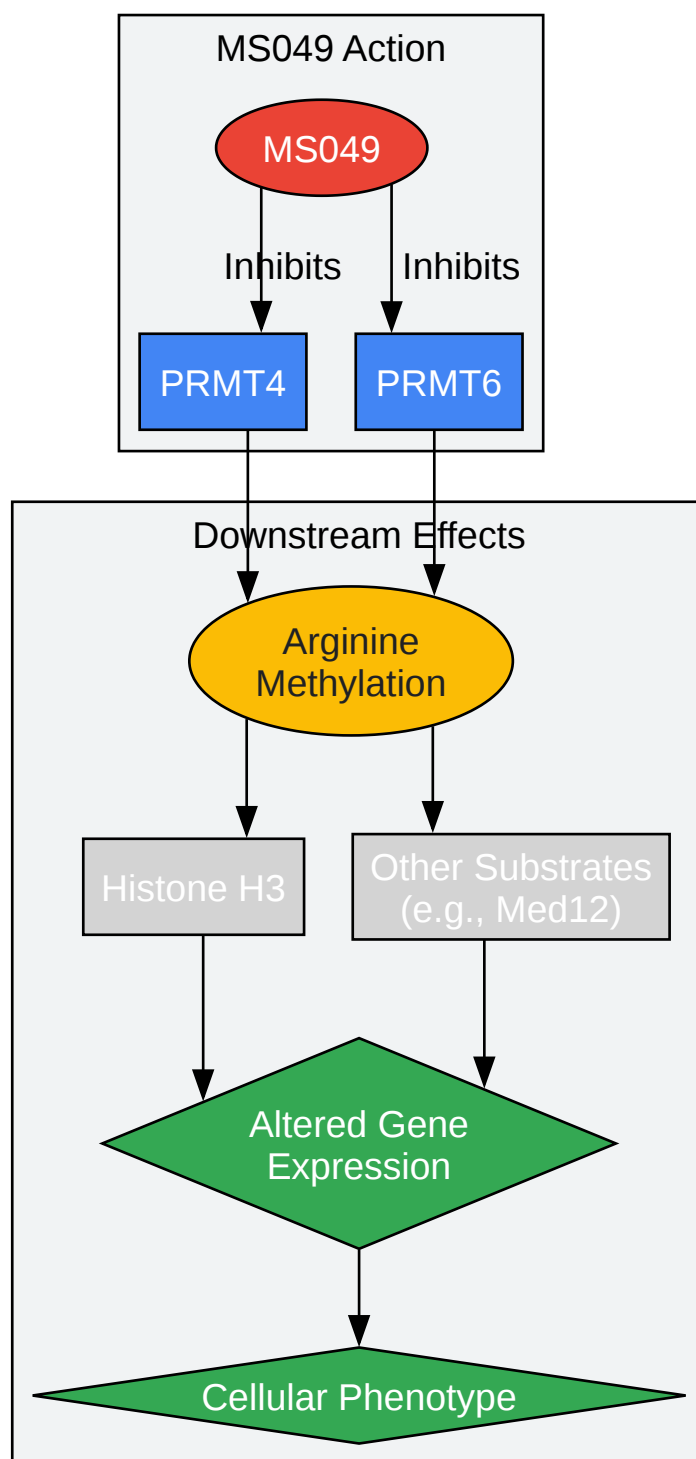 MS049 Action
MS049
Inhibits
Inhibits
PRMT4
PRMT6
Downstream Effects
Arginine
Methylation
Histone H3
Other Substrates
(e.g., Med12)
Altered Gene
Expression
Cellular Phenotype